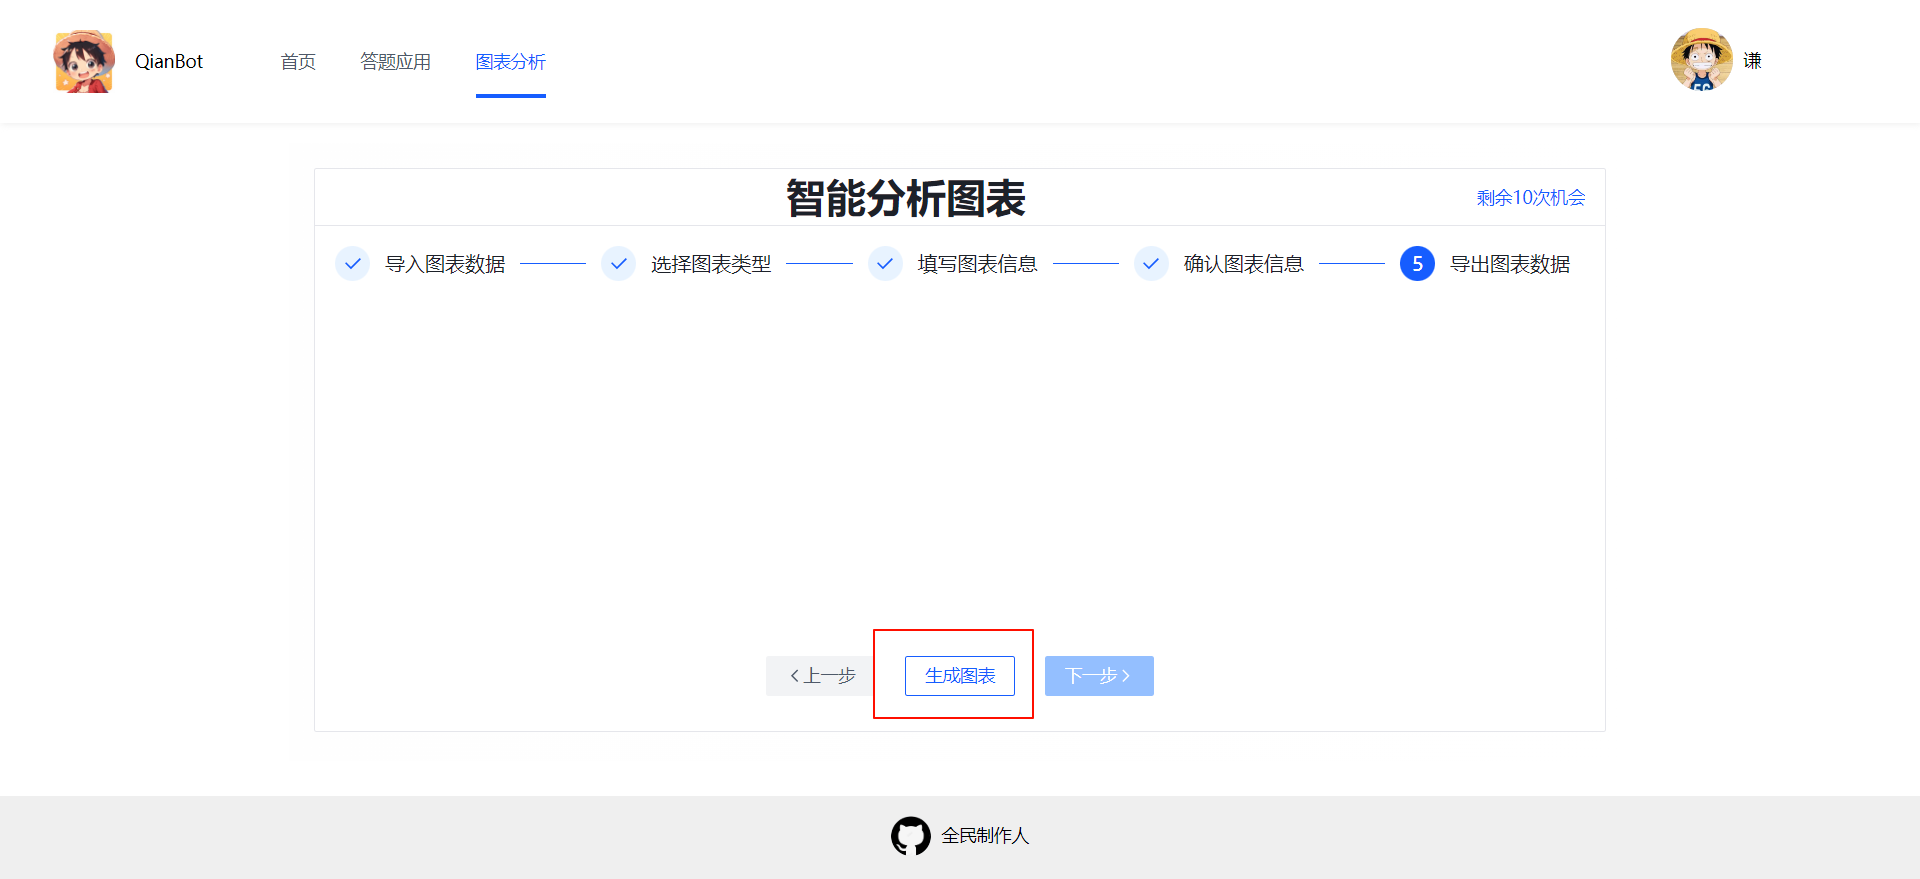 QianBot
首页
答题应用
图表分析
谦
智能分析图表
剩余10次机会
导入图表数据
选择图表类型
填写图表信息
确认图表信息
5 导出图表数据
上一步
生成图表
下一步
全民制作人